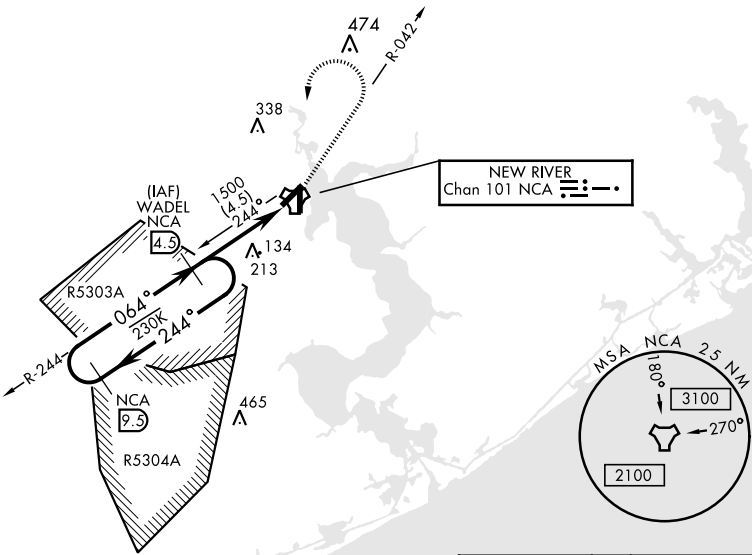 474
R-042
338
NEW RIVER
Chan 101 NCA
(IAF)
WADEL
NCA
4.5
1500
(4.5)
244°
134
213
R5303A
064°
230K
244°
R-244
NCA
9.5
465
R5304A
MSA NCA 25 NM
180°
3100
270°
2100